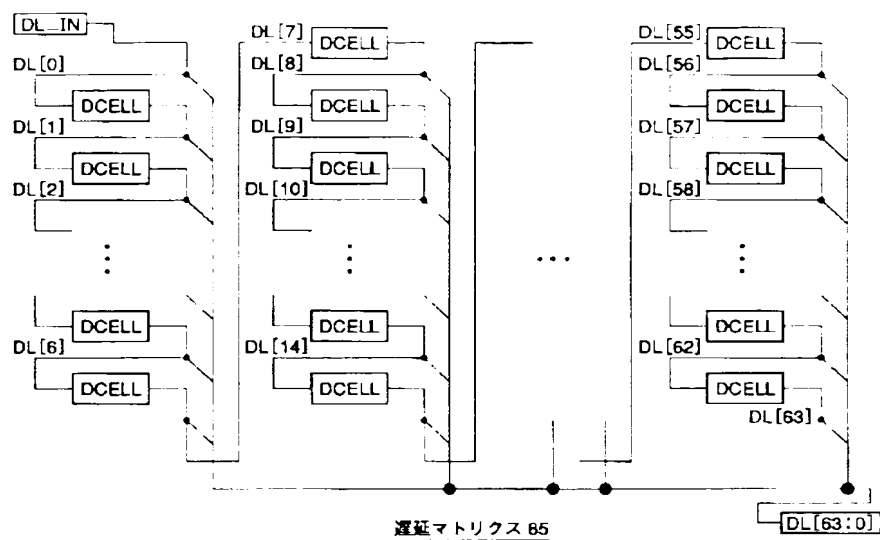 DL_IN
DL[0]
DCELL
DL[1]
DCELL
DL[2]
DCELL
DL[6]
DCELL
DL[7]
DCELL
DL[8]
DCELL
DL[9]
DCELL
DL[10]
DCELL
DL[14]
DCELL
DL[55]
DCELL
DL[56]
DCELL
DL[57]
DCELL
DL[58]
DCELL
DL[62]
DCELL
DL[63]
DL[63:0]
遅延マトリクス 85